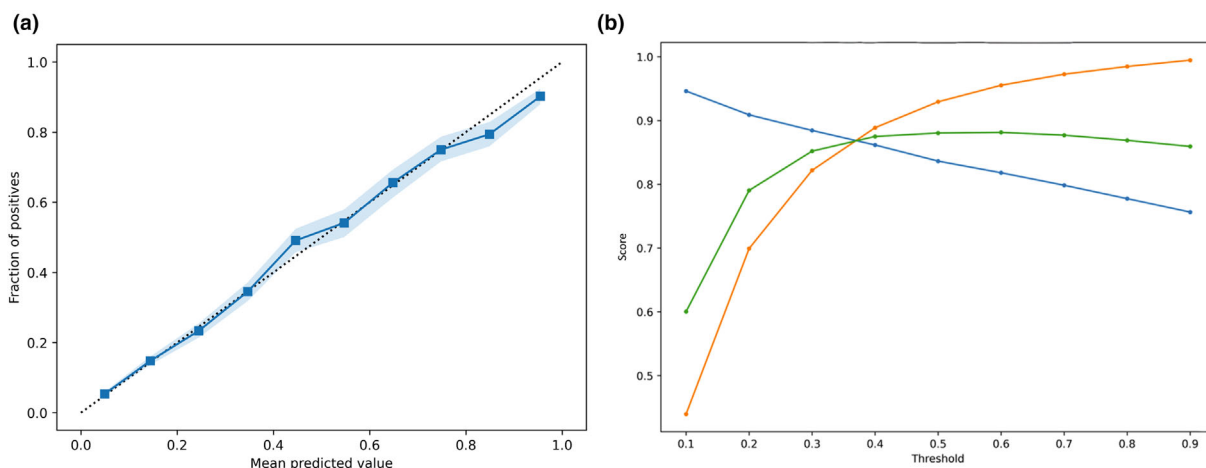 (a)
1.0
0.8
0.6
0.4
0.2
0.0
Fraction of positives
0.0 0.2 0.4 0.6 0.8 1.0
Mean predicted value
(b)
1.0
0.9
0.8
0.7
0.6
0.5
Score
0.1 0.2 0.3 0.4 0.5 0.6 0.7 0.8 0.9
Threshold